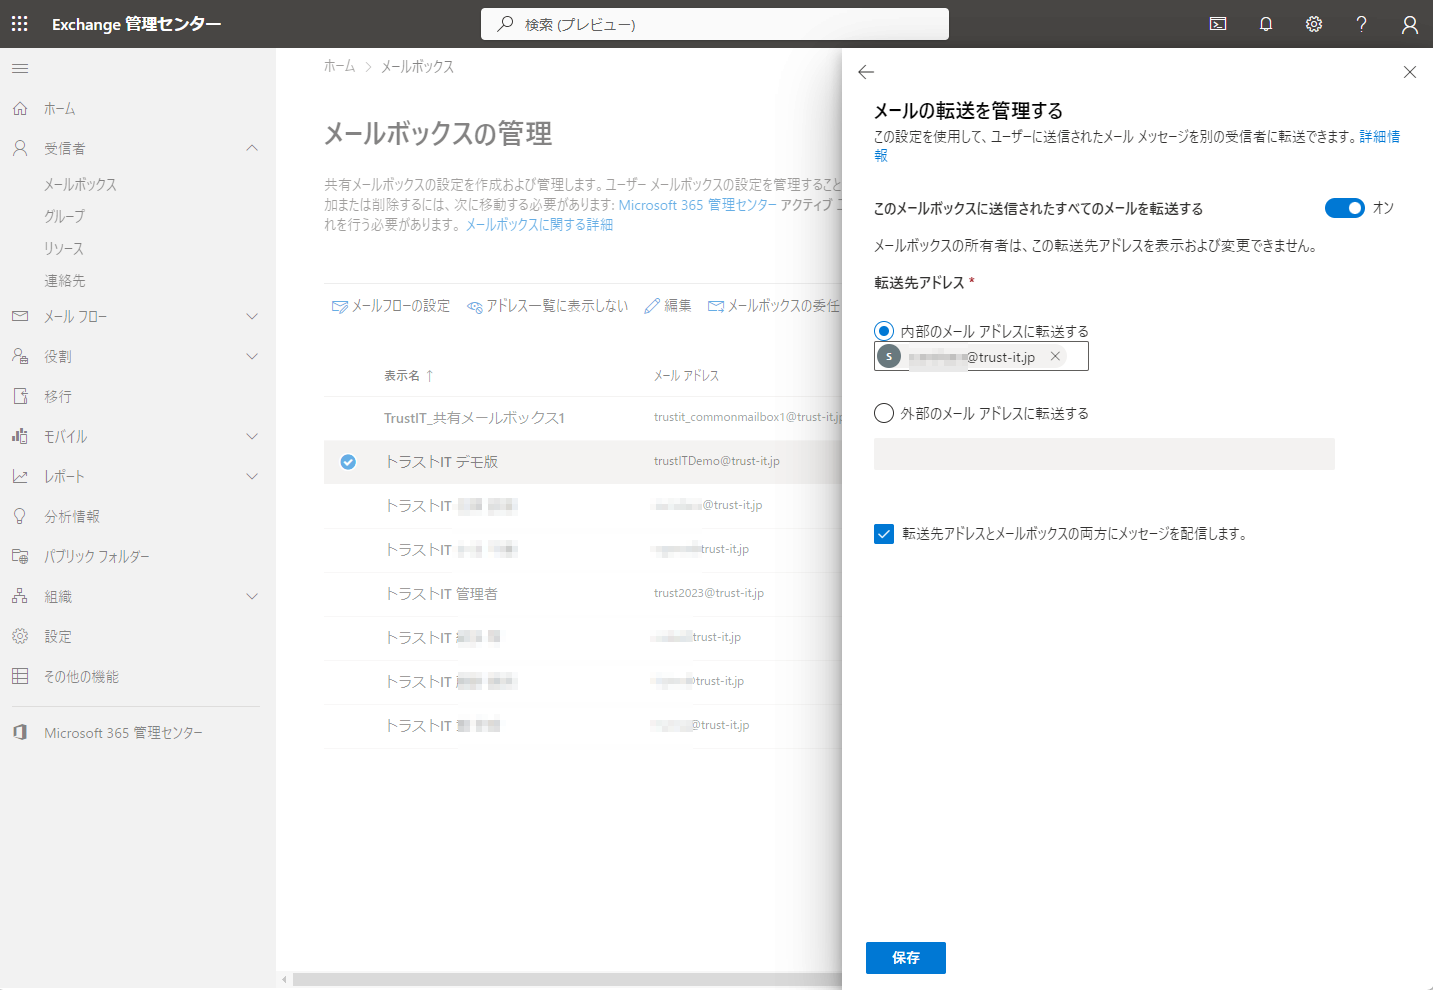 Exchange 管理センター
検索 (プレビュー)
ホーム
受信者
メールボックス
グループ
リソース
連絡先
メール フロー
役割
移行
モバイル
レポート
分析情報
パブリック フォルダー
組織
設定
その他の機能
Microsoft 365 管理センター
ホーム > メールボックス
メールボックスの管理
共有メールボックスの設定を作成および管理します。ユーザー メールボックスの設定を管理すること
加または削除するには、次に移動する必要があります: Microsoft 365 管理センター アクティブ
れを行う必要があります。 メールボックスに関する詳細
メールフローの設定 アドレス一覧に表示しない 編集 メールボックスの委任
表示名 ↑ メール アドレス
TrustIT_共有メールボックス1 trustit_commonmailbox1@trust-it.jp
トラストIT デモ版 trustITDemo@trust-it.jp
トラストIT @trust-it.jp
トラストIT trust-it.jp
トラストIT 管理者 trust2023@trust-it.jp
トラストIT trust-it.jp
トラストIT @trust-it.jp
トラストIT @trust-it.jp
メールの転送を管理する
この設定を使用して、ユーザーに送信されたメール メッセージを別の受信者に転送できます。詳細情
報
このメールボックスに送信されたすべてのメールを転送する オン
メールボックスの所有者は、この転送先アドレスを表示および変更できません。
転送先アドレス *
内部のメール アドレスに転送する
S @trust-it.jp
外部のメール アドレスに転送する
転送先アドレスとメールボックスの両方にメッセージを配信します。
保存